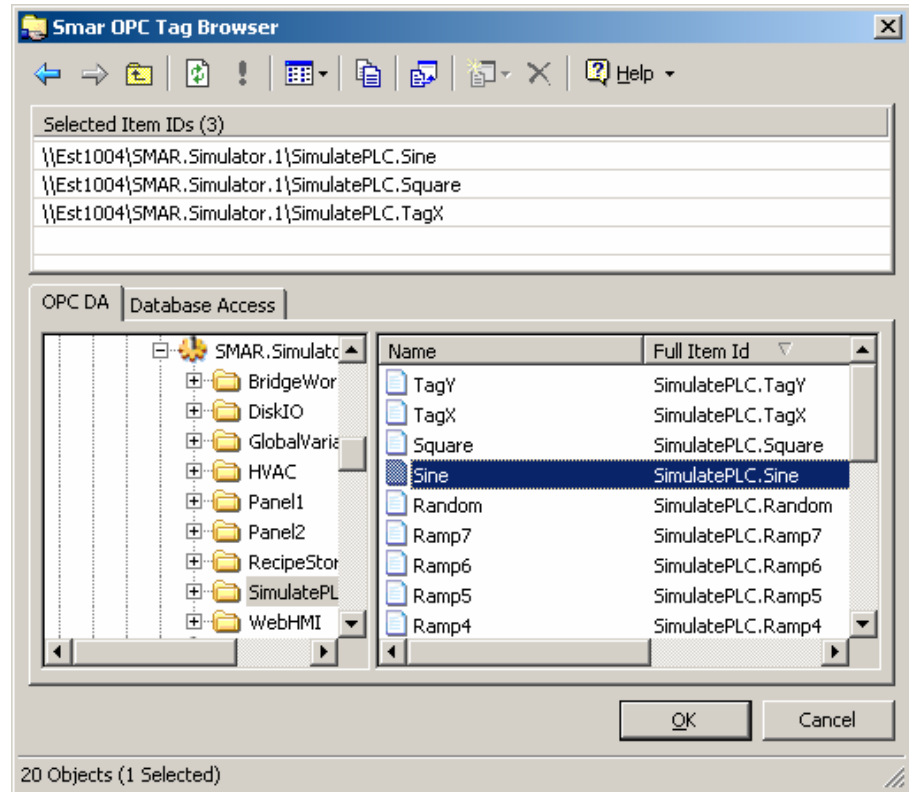 Smar OPC Tag Browser
Help
Selected Item IDs (3)
\\Est1004\SMAR.Simulator.1\SimulatePLC.Sine
\\Est1004\SMAR.Simulator.1\SimulatePLC.Square
\\Est1004\SMAR.Simulator.1\SimulatePLC.TagX
OPC DA Database Access
SMAR.Simulatc
BridgeWor
DiskIO
GlobalVaria
HVAC
Panel1
Panel2
RecipeStor
SimulatePL
WebHMI
Name Full Item Id
TagY SimulatePLC.TagY
TagX SimulatePLC.TagX
Square SimulatePLC.Square
Sine SimulatePLC.Sine
Random SimulatePLC.Random
Ramp7 SimulatePLC.Ramp7
Ramp6 SimulatePLC.Ramp6
Ramp5 SimulatePLC.Ramp5
Ramp4 SimulatePLC.Ramp4
OK Cancel
20 Objects (1 Selected)